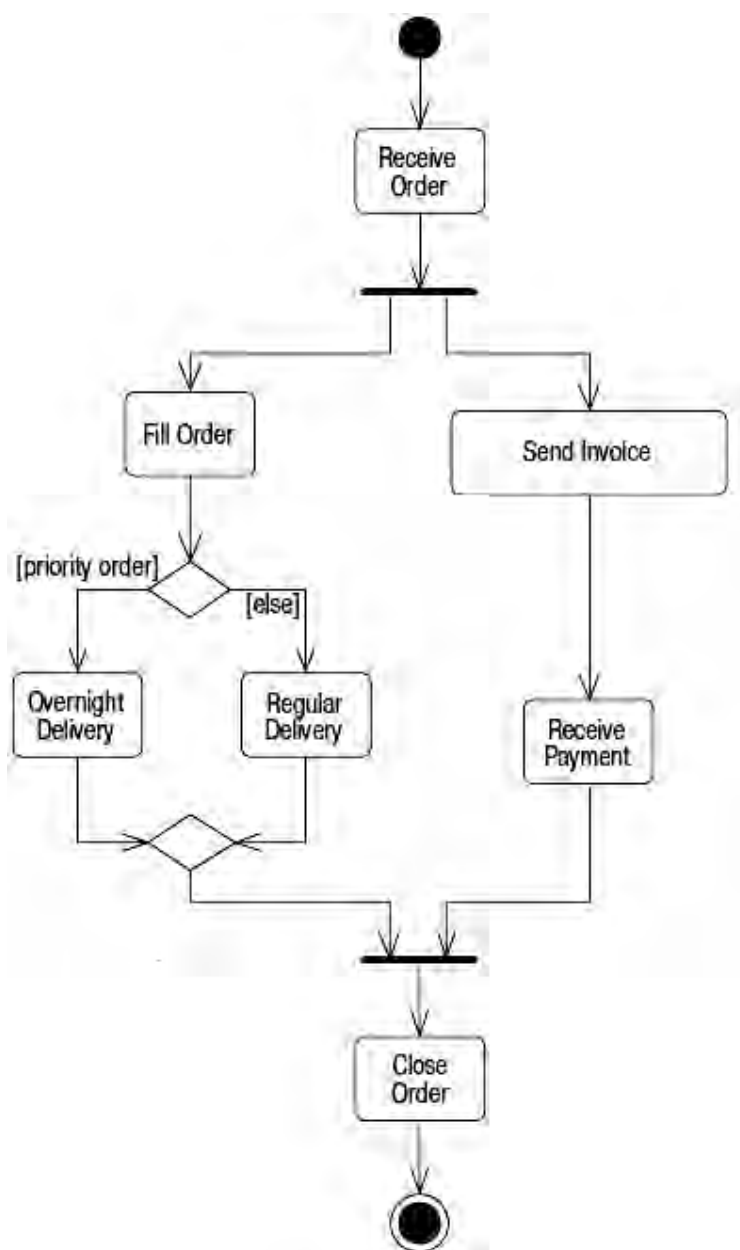 Receive
Order
Fill Order
Send Invoice
[priority order]
[else]
Overnight
Delivery
Regular
Delivery
Receive
Payment
Close
Order